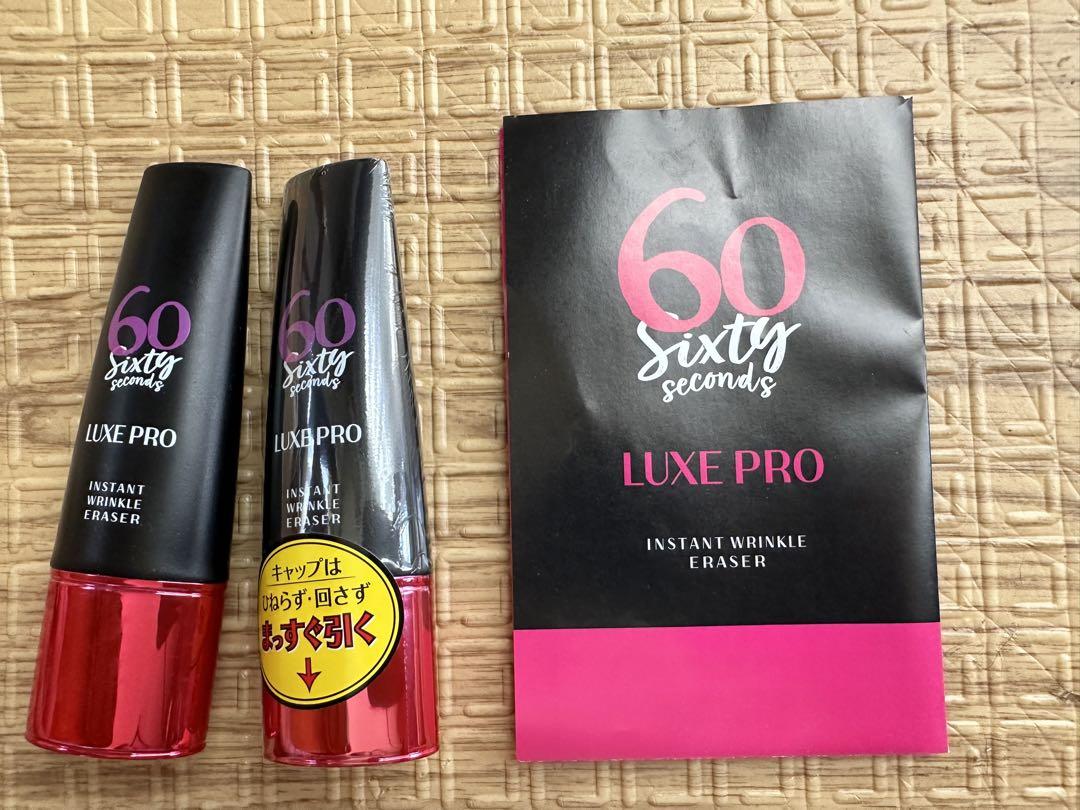 60
Sixty
seconds
LUXE PRO
INSTANT
WRINKLE
ERASER
60
Sixty
seconds
LUXE PRO
INSTANT
WRINKLE
ERASER
キャップは
ひねらず・回さず
まっすぐ引く
60
Sixty
seconds
LUXE PRO
INSTANT WRINKLE
ERASER